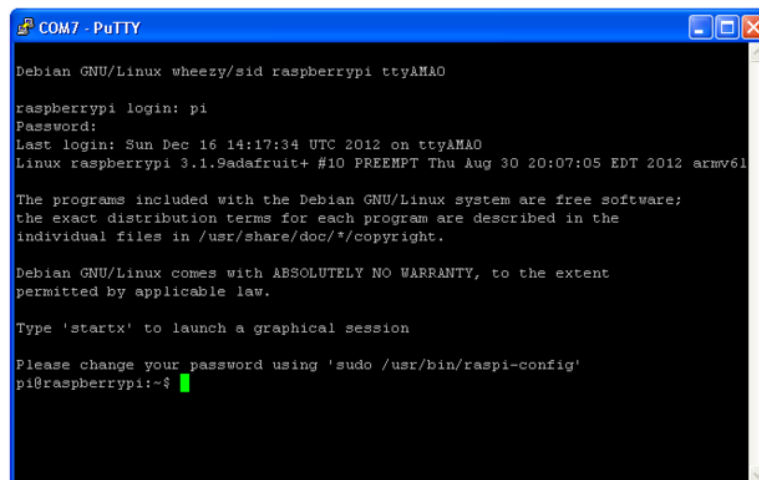 COM7 - PuTTY
Debian GNU/Linux wheezy/sid raspberrypi ttyAMA0
raspberrypi login: pi
Password:
Last login: Sun Dec 16 14:17:34 UTC 2012 on ttyAMA0
Linux raspberrypi 3.1.9adafruit+ #10 PREEMPT Thu Aug 30 20:07:05 EDT 2012 armv6l
The programs included with the Debian GNU/Linux system are free software;
the exact distribution terms for each program are described in the
individual files in /usr/share/doc/*/copyright.
Debian GNU/Linux comes with ABSOLUTELY NO WARRANTY, to the extent
permitted by applicable law.
Type 'startx' to launch a graphical session
Please change your password using 'sudo /usr/bin/raspi-config'
pi@raspberrypi:~$